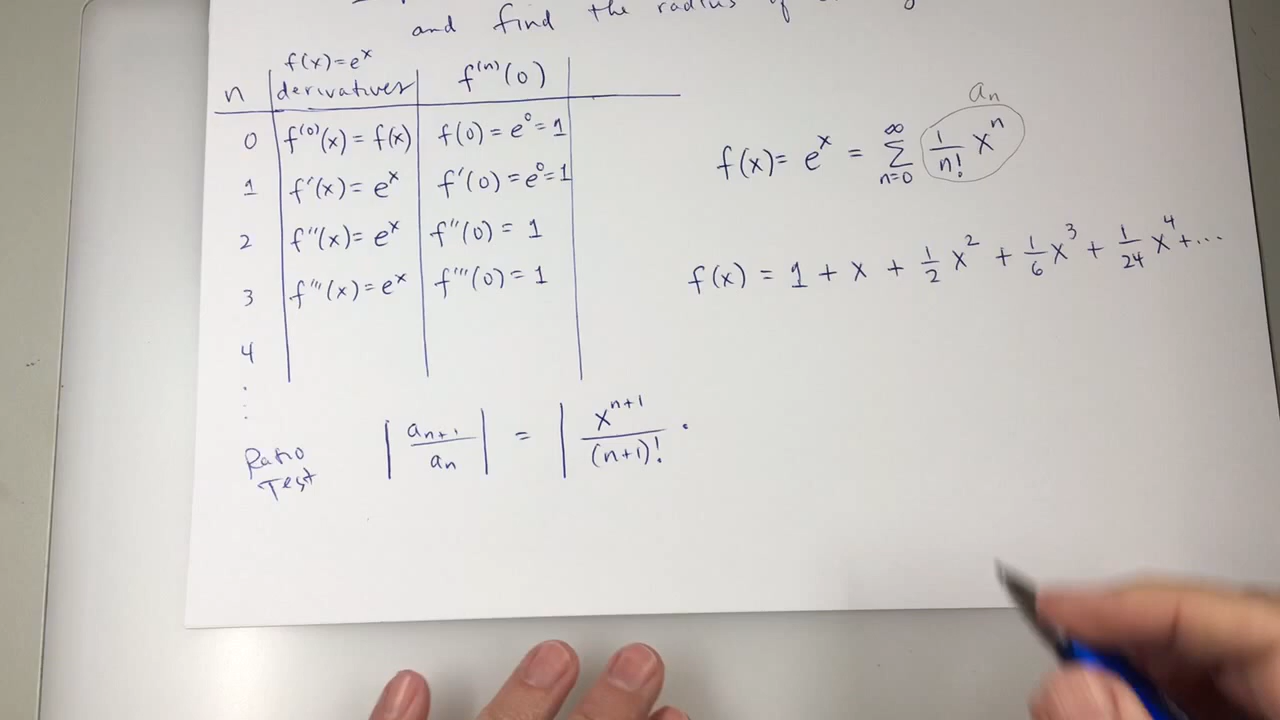 and find the radius of
f(x)=e^x
n derivatives f^(n)(0)
0 f^(0)(x)=f(x) f(0)=e^0=1
1 f'(x)=e^x f'(0)=e^0=1
2 f''(x)=e^x f''(0)=1
3 f'''(x)=e^x f'''(0)=1
4
⋮
Ratio Test |a_{n+1}/a_n| = |x^{n+1}/(n+1)! ·
a_n
f(x)=e^x=∑_{n=0}^{∞} 1/n! x^n
f(x)=1+x+1/2 x^2+1/6 x^3+1/24 x^4+...